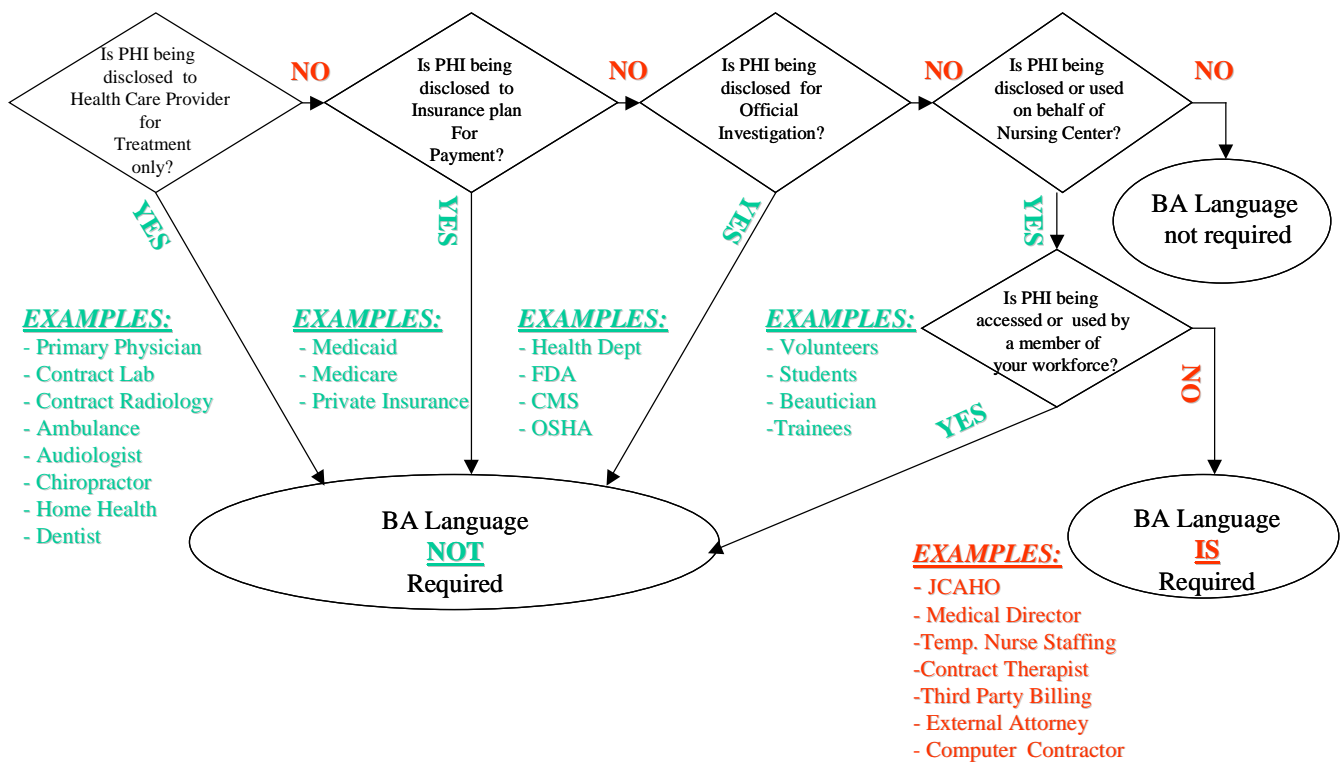 Is PHI being
disclosed to
Health Care Provider
for
Treatment
only?
NO
Is PHI being
disclosed to
Insurance plan
For
Payment?
NO
Is PHI being
disclosed for
Official
Investigation?
NO
Is PHI being
disclosed or used
on behalf of
Nursing Center?
NO
BA Language
not required
YES
YES
YES
YES
Is PHI being
accessed or used by
a member of
your workforce?
NO
YES
EXAMPLES:
- Primary Physician
- Contract Lab
- Contract Radiology
- Ambulance
- Audiologist
- Chiropractor
- Home Health
- Dentist
EXAMPLES:
- Medicaid
- Medicare
- Private Insurance
EXAMPLES:
- Health Dept
- FDA
- CMS
- OSHA
EXAMPLES:
- Volunteers
- Students
- Beautician
-Trainees
BA Language
NOT
Required
BA Language
IS
Required
EXAMPLES:
- JCAHO
- Medical Director
-Temp. Nurse Staffing
-Contract Therapist
-Third Party Billing
- External Attorney
- Computer Contractor